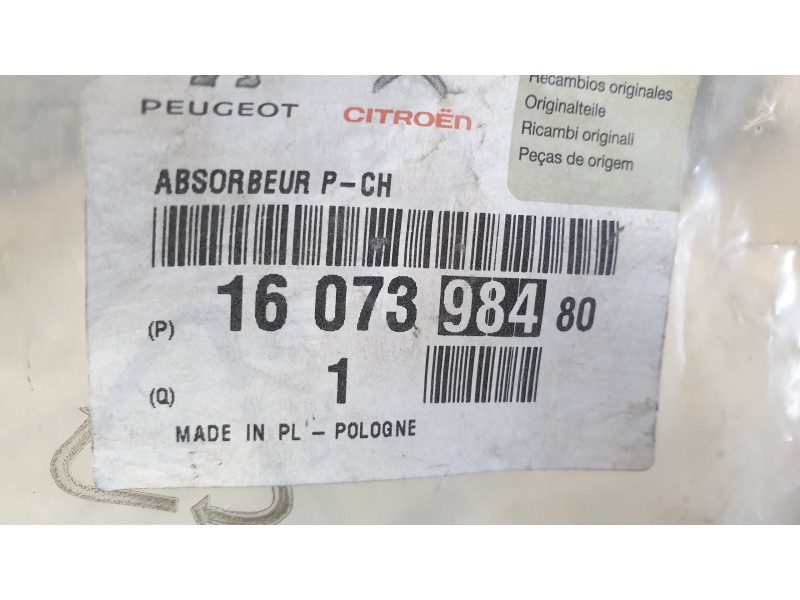 PEUGEOT
CITROËN
Recambios originales
Originalteile
Ricambi originali
Peças de origem
ABSORBEUR P-CH
(P) 16 073 984 80
(Q) 1
MADE IN PL - POLOGNE